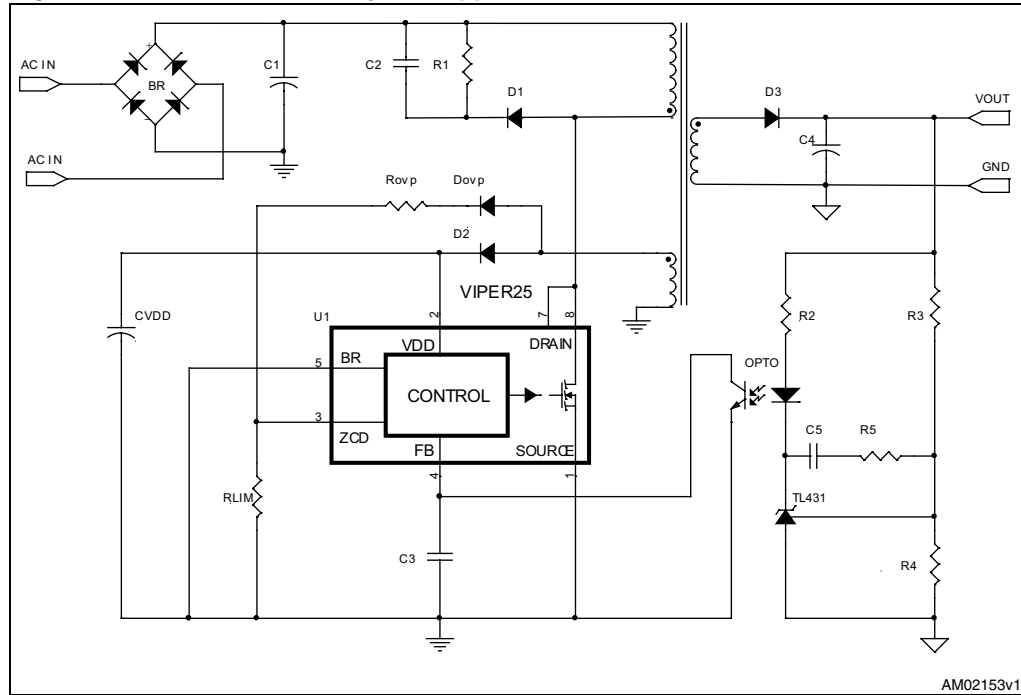 AC IN
BR
+
-
C1
C2
R1
D1
D3
VOUT
C4
GND
AC IN
Rovp
Dovp
D2
VIPER25
CVDD
U1
2
7
8
VDD
DRAIN
5
BR
CONTROL
3
ZCD
FB
SOURCE
4
1
RLIM
C3
OPTO
R2
R3
C5
R5
TL431
R4
AM02153v1